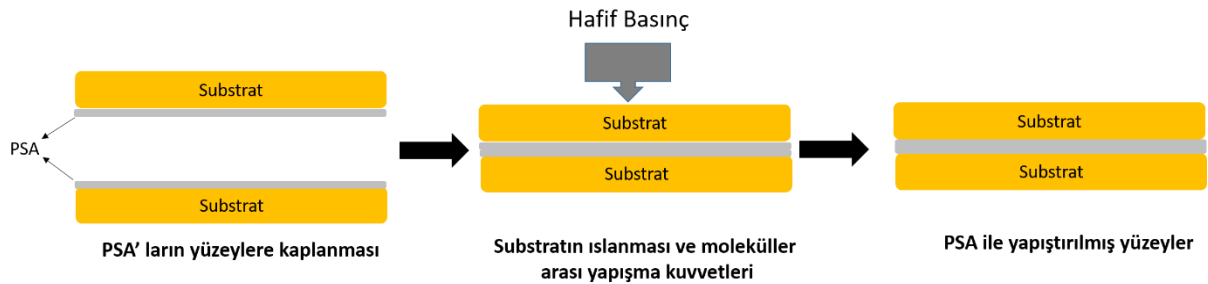 Hafif Basınç
Substrat
PSA
Substrat
PSA’ ların yüzeylere kaplanması
Substrat
Substrat
Substratın ıslanması ve moleküller
arası yapışma kuvvetleri
Substrat
Substrat
PSA ile yapıştırılmış yüzeyler